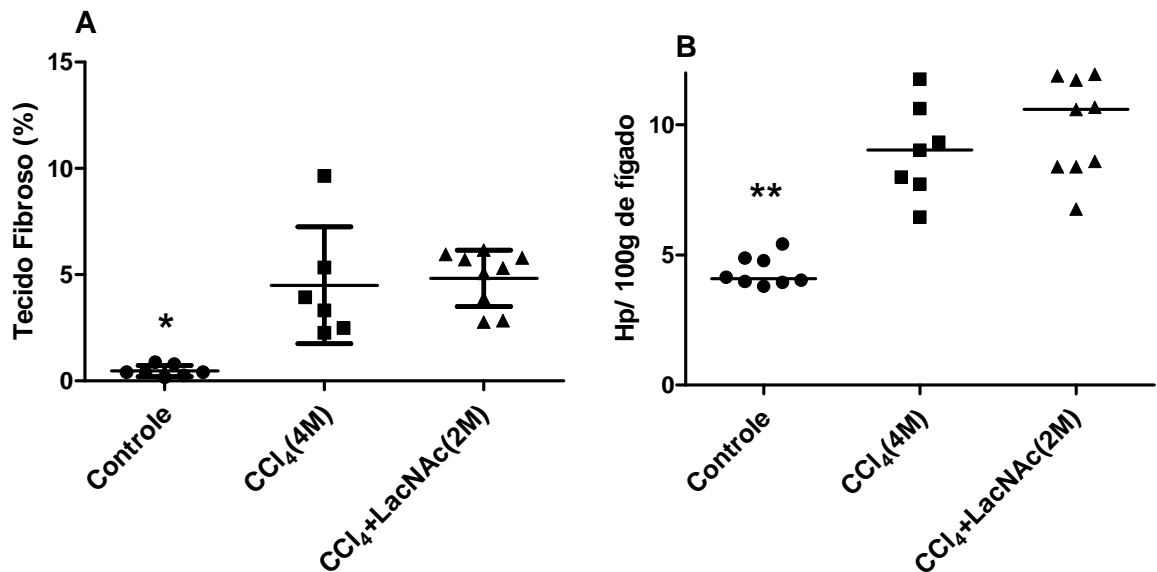 A
Tecido Fibroso (%)
15
10
5
0
*
Controle
CCl₄(4M)
CCl₄+LacNAc(2M)
B
Hp/ 100g de fígado
10
5
0
**
Controle
CCl₄(4M)
CCl₄+LacNAc(2M)